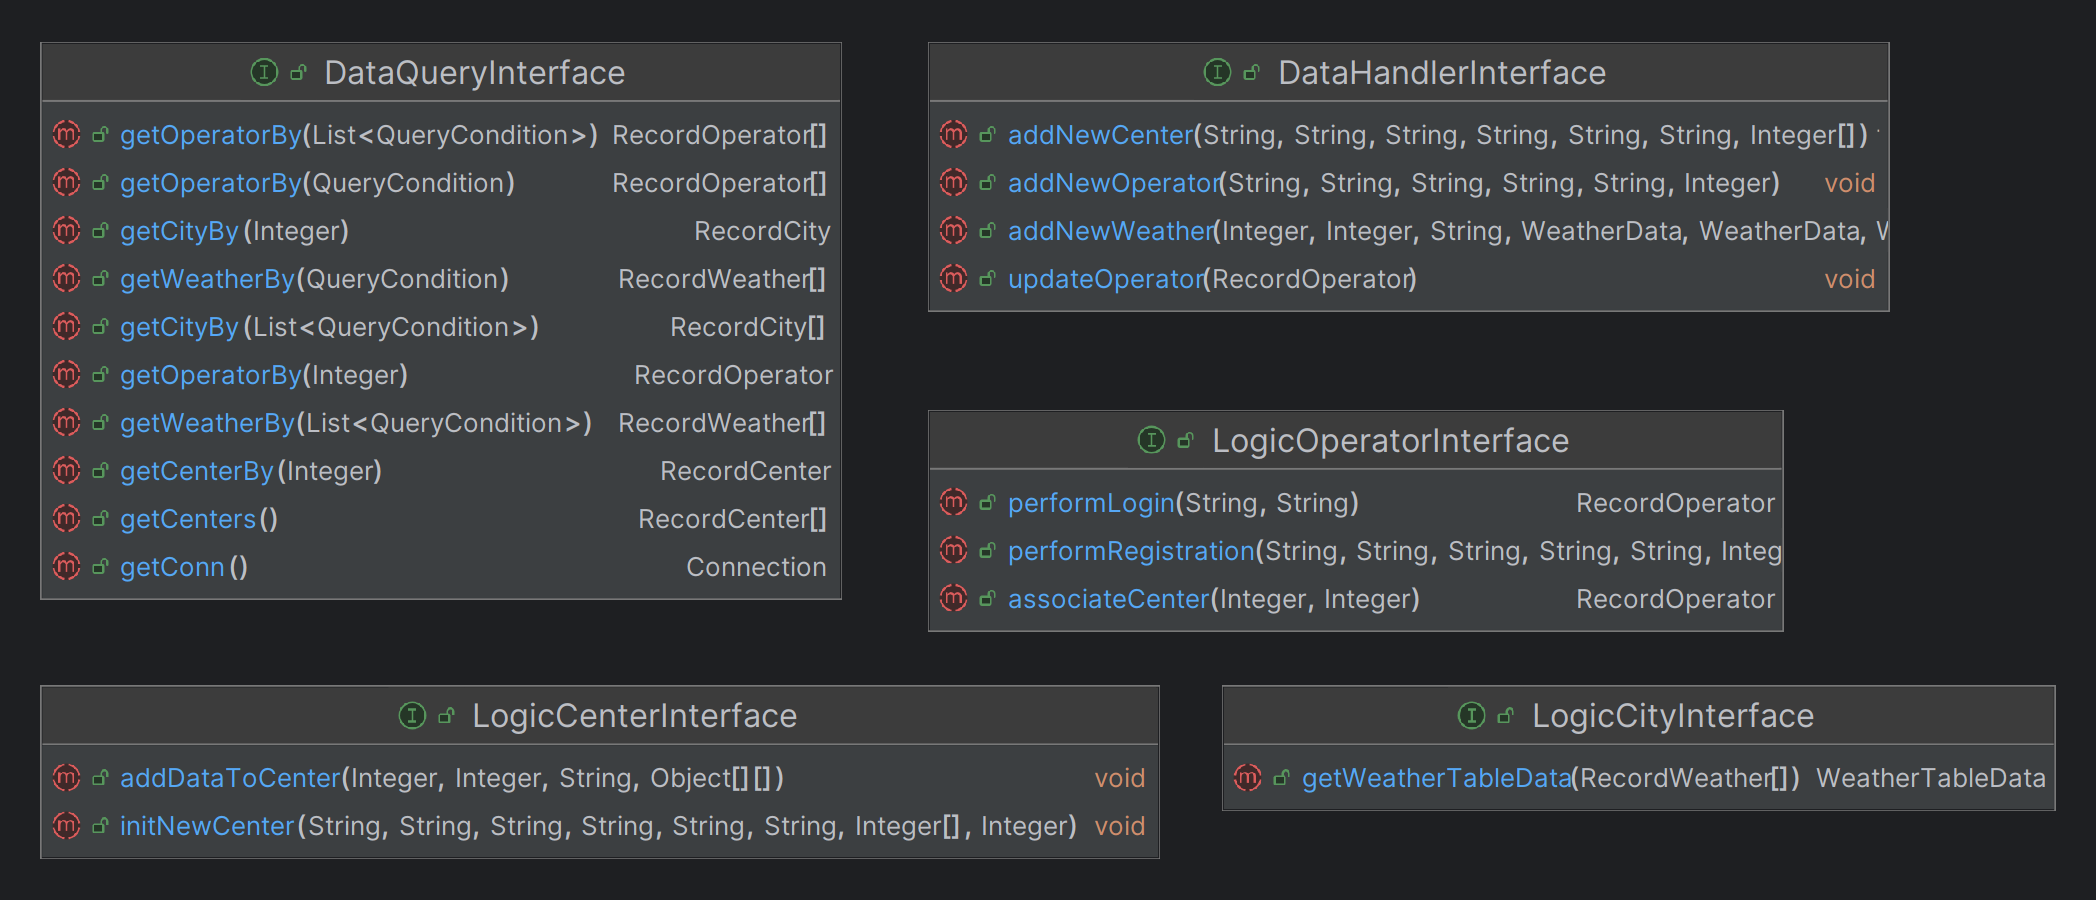 DataQueryInterface
getOperatorBy(List<QueryCondition>) RecordOperator[]
getOperatorBy(QueryCondition) RecordOperator[]
getCityBy(Integer) RecordCity
getWeatherBy(QueryCondition) RecordWeather[]
getCityBy(List<QueryCondition>) RecordCity[]
getOperatorBy(Integer) RecordOperator
getWeatherBy(List<QueryCondition>) RecordWeather[]
getCenterBy(Integer) RecordCenter
getCenters() RecordCenter[]
getConn() Connection
DataHandlerInterface
addNewCenter(String, String, String, String, String, String, Integer[])
addNewOperator(String, String, String, String, String, Integer) void
addNewWeather(Integer, Integer, String, WeatherData, WeatherData,
updateOperator(RecordOperator) void
LogicOperatorInterface
performLogin(String, String) RecordOperator
performRegistration(String, String, String, String, String, Integ
associateCenter(Integer, Integer) RecordOperator
LogicCenterInterface
addDataToCenter(Integer, Integer, String, Object[][]) void
initNewCenter(String, String, String, String, String, String, Integer[], Integer) void
LogicCityInterface
getWeatherTableData(RecordWeather[]) WeatherTableData